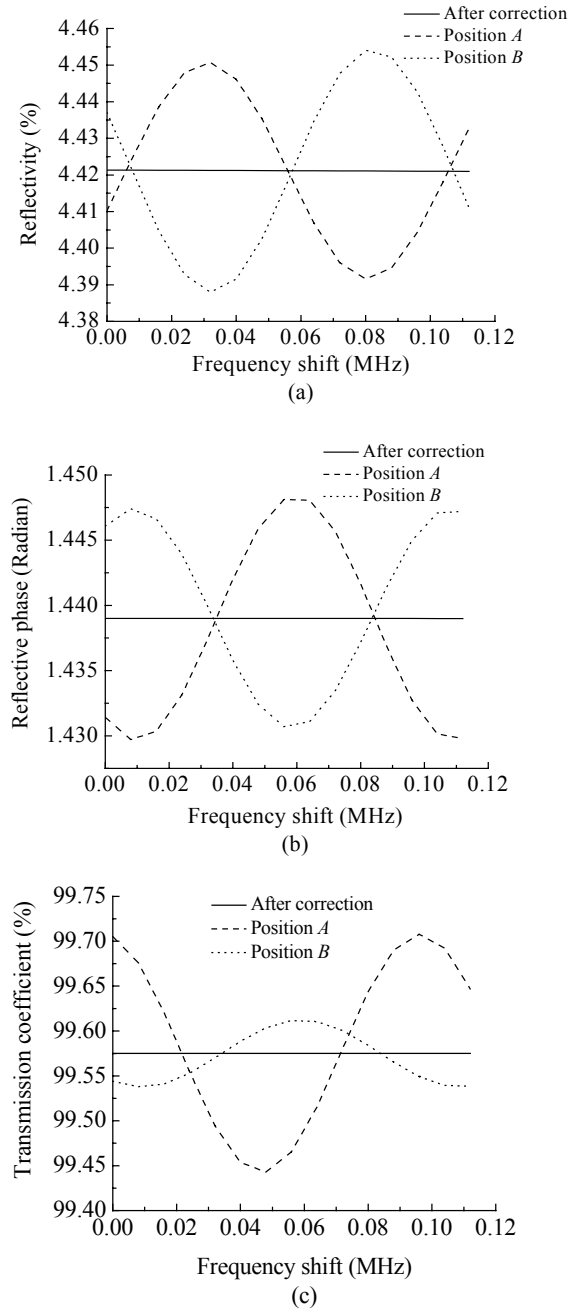 After correction
Position A
Position B
4.46
4.45
4.44
4.43
4.42
4.41
4.40
4.39
4.38
Reflectivity (%)
0.00 0.02 0.04 0.06 0.08 0.10 0.12
Frequency shift (MHz)
(a)
After correction
Position A
Position B
1.450
1.445
1.440
1.435
1.430
Reflective phase (Radian)
0.00 0.02 0.04 0.06 0.08 0.10 0.12
Frequency shift (MHz)
(b)
After correction
Position A
Position B
99.75
99.70
99.65
99.60
99.55
99.50
99.45
99.40
Transmission coefficient (%)
0.00 0.02 0.04 0.06 0.08 0.10 0.12
Frequency shift (MHz)
(c)